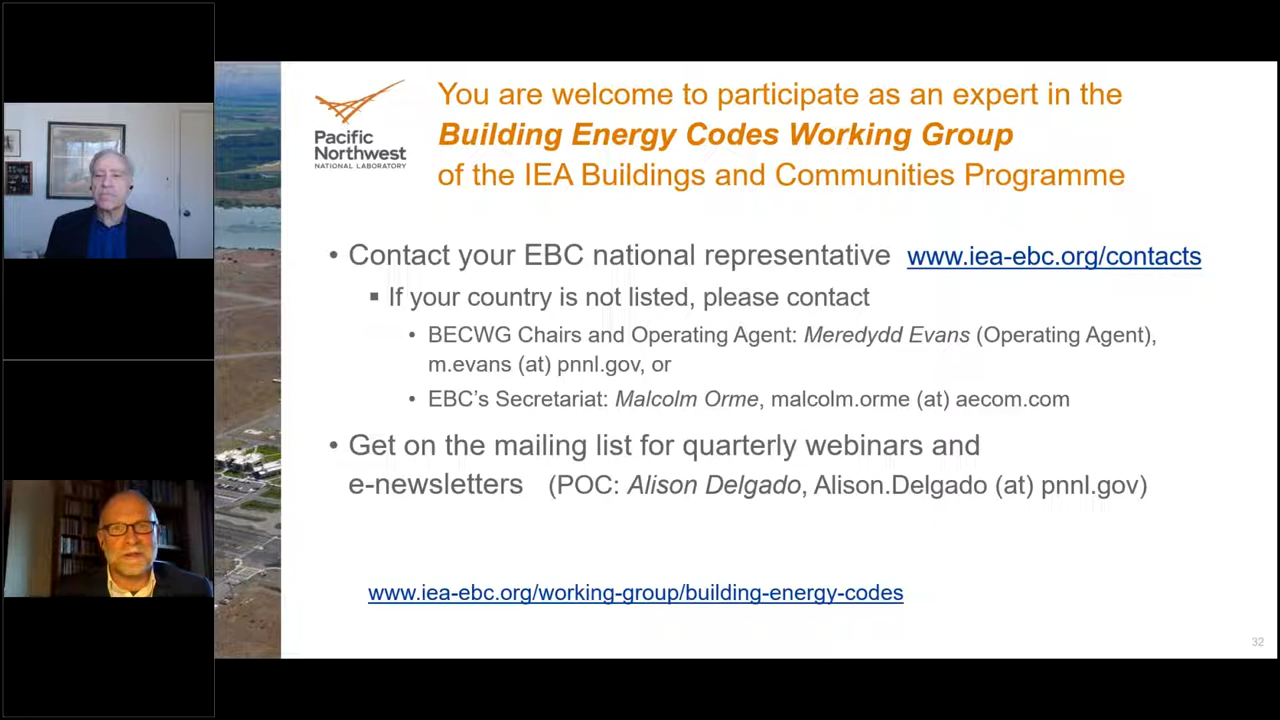 You are welcome to participate as an expert in the
Building Energy Codes Working Group
of the IEA Buildings and Communities Programme
Pacific
Northwest
NATIONAL LABORATORY
• Contact your EBC national representative www.iea-ebc.org/contacts
▪ If your country is not listed, please contact
• BECWG Chairs and Operating Agent: Meredydd Evans (Operating Agent),
m.evans (at) pnnl.gov, or
• EBC's Secretariat: Malcolm Orme, malcolm.orme (at) aecom.com
• Get on the mailing list for quarterly webinars and
e-newsletters (POC: Alison Delgado, Alison.Delgado (at) pnnl.gov)
www.iea-ebc.org/working-group/building-energy-codes
32